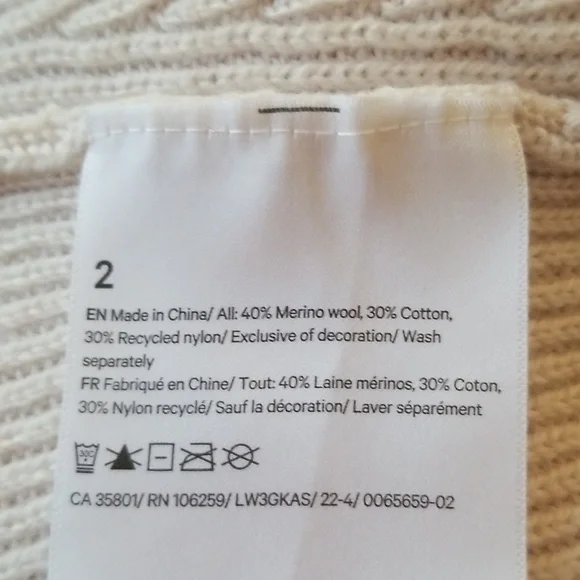 2
EN Made in China/ All: 40% Merino wool, 30% Cotton,
30% Recycled nylon/ Exclusive of decoration/ Wash
separately
FR Fabriqué en Chine/ Tout: 40% Laine mérinos, 30% Coton,
30% Nylon recyclé/ Sauf la décoration/ Laver séparément
30C
CA 35801/ RN 106259/ LW3GKAS/ 22-4/ 0065659-02